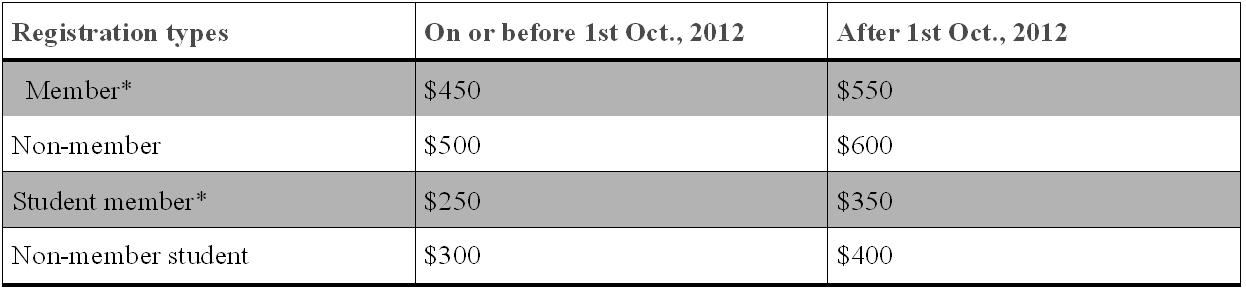 Registration types On or before 1st Oct., 2012 After 1st Oct., 2012
Member* $450 $550
Non-member $500 $600
Student member* $250 $350
Non-member student $300 $400